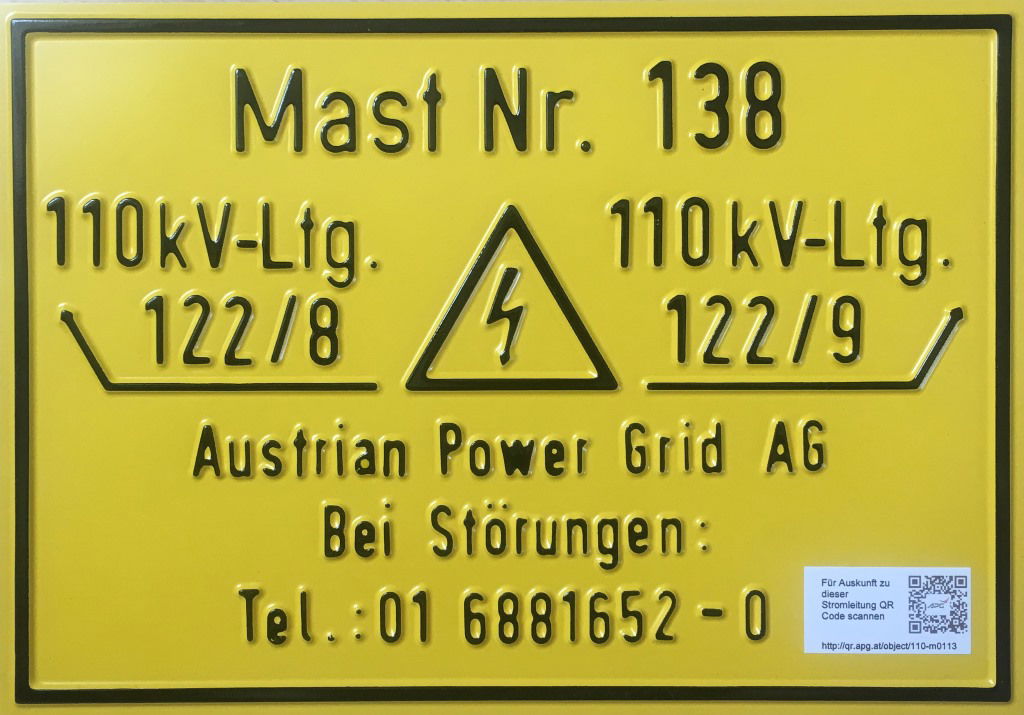 Mast Nr. 138
110kV-Ltg. 110kV-Ltg.
122/8 122/9
Austrian Power Grid AG
Bei Störungen:
Tel.:01 6881652-0
Für Auskunft zu
dieser
Stromleitung QR
Code scannen
APG
http://qr.apg.at/object/110-m0113